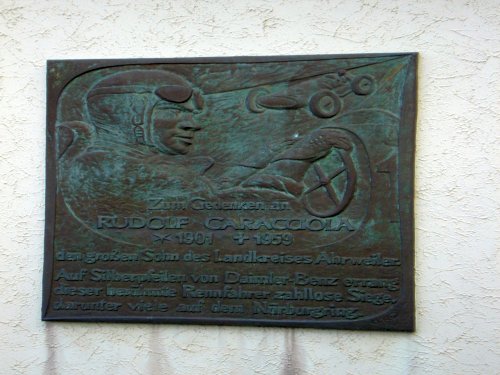 Zum Gedenken an
RUDOLF CARACCIOLA
* 1901 + 1959
den großen Sohn des Landkreises Ahrweiler.
Auf Silberpfeilen von Daimler-Benz errang
dieser berühmte Rennfahrer zahllose Siege,
darunter viele auf dem Nürburgring.